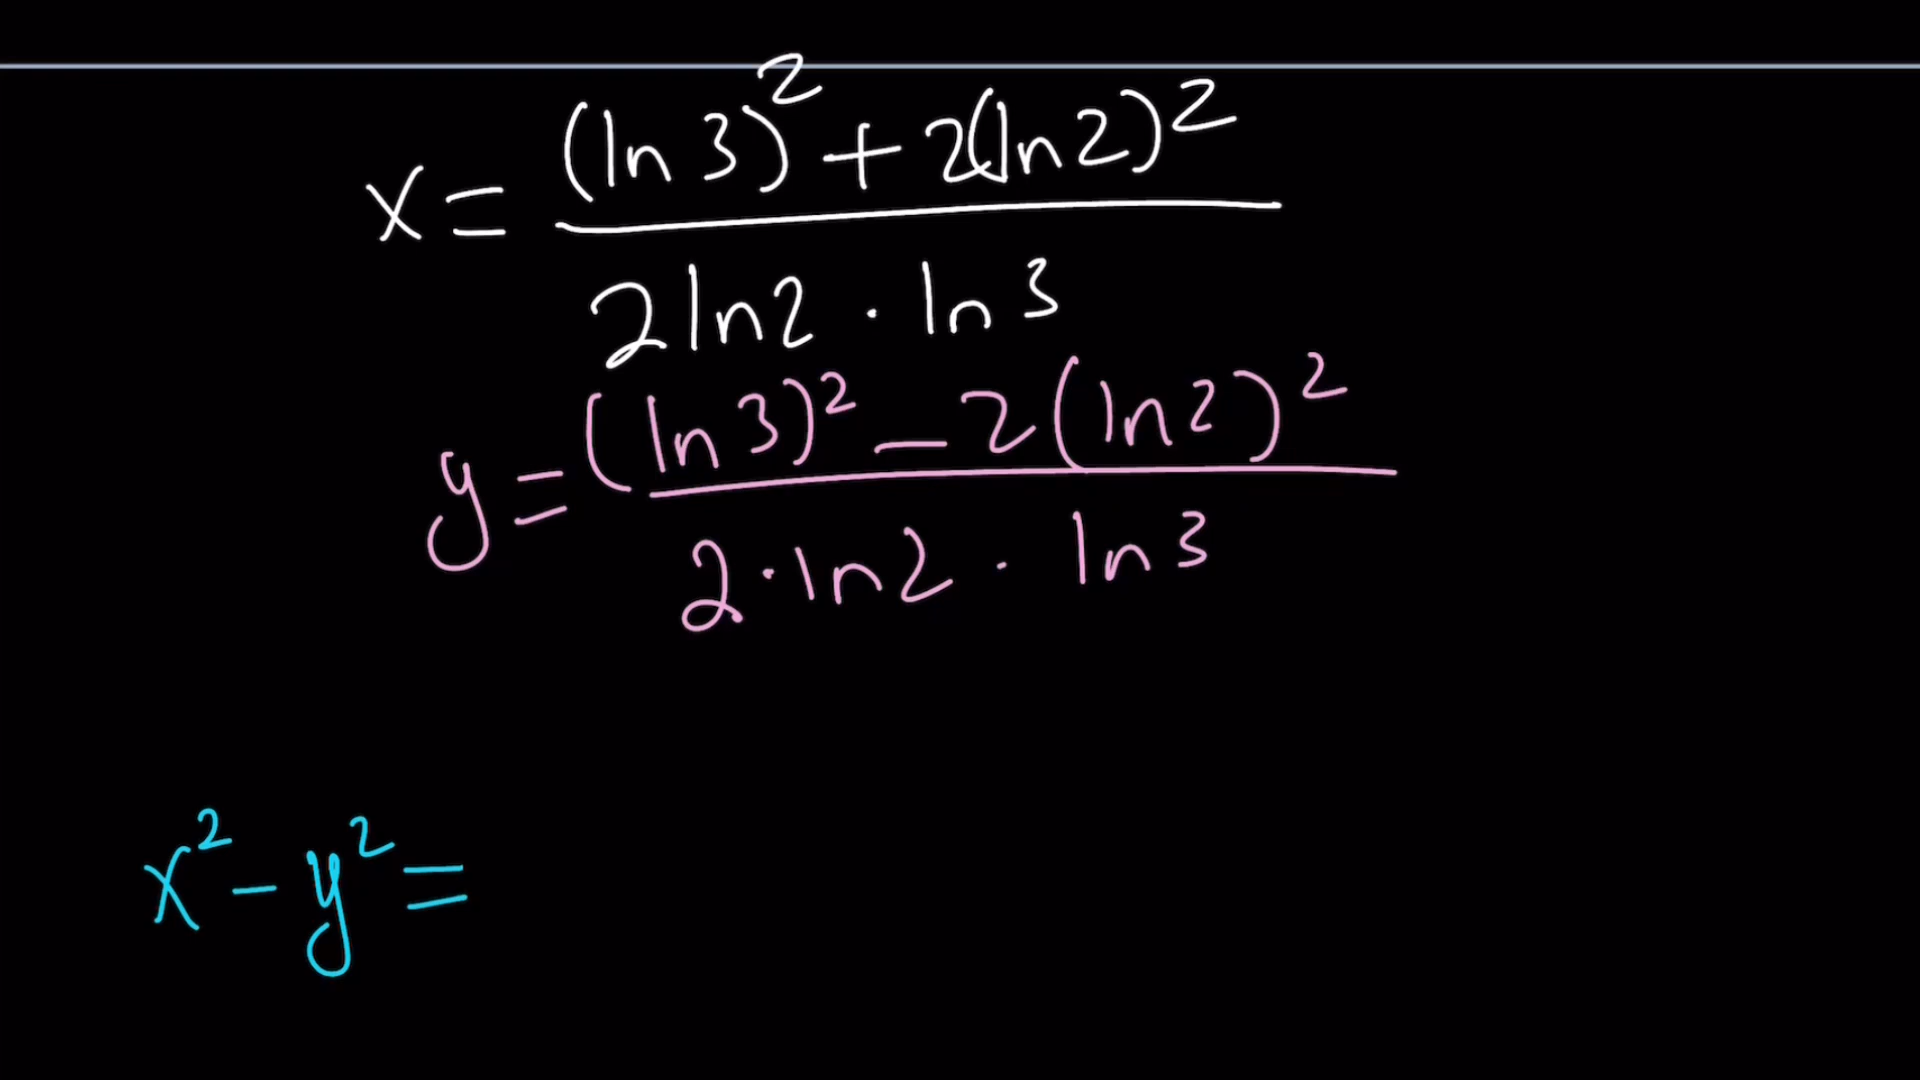 x = ((ln 3)² + 2(ln 2)²) / (2 ln 2 · ln 3)
y = ((ln 3)² − 2(ln 2)²) / (2 · ln 2 · ln 3)
x² − y² =